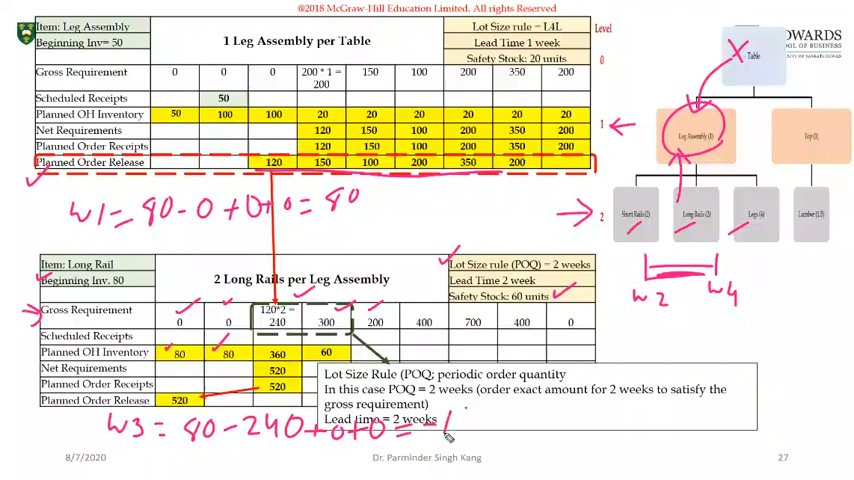 ©2018 McGraw-Hill Education Limited. All rights reserved.
Item: Leg Assembly
Beginning Inv= 50
1 Leg Assembly per Table
Lot Size rule = L4L
Lead Time 1 week
Safety Stock: 20 units
Level
0
1
2
Gross Requirement 0 0 0 200 * 1 = 200 150 100 200 350 200
Scheduled Receipts 50
Planned OH Inventory 50 100 100 20 20 20 20 20 20
Net Requirements 120 150 100 200 350 200
Planned Order Receipts 120 150 100 200 350 200
Planned Order Release 120 150 100 200 350 200
W1 = 80 - 0 + 0 + 0 = 80
Table
Leg Assembly (1)
Top (1)
Short Rails (2)
Long Rails (2)
Legs (4)
Lumber (1.5)
EDWARDS
SCHOOL OF BUSINESS
UNIVERSITY OF SASKATCHEWAN
W2 W4
Item: Long Rail
Beginning Inv. 80
2 Long Rails per Leg Assembly
Lot Size rule (POQ) = 2 weeks
Lead Time 2 week
Safety Stock: 60 units
Gross Requirement 0 0 120*2 = 240 300 200 400 700 400 0
Scheduled Receipts
Planned OH Inventory 80 80 360 60
Net Requirements 520
Planned Order Receipts 520
Planned Order Release 520
Lot Size Rule (POQ; periodic order quantity
In this case POQ = 2 weeks (order exact amount for 2 weeks to satisfy the
gross requirement)
Lead time = 2 weeks
W3 = 80 - 240 + 0 + 0 = -1
8/7/2020
Dr. Parminder Singh Kang
27